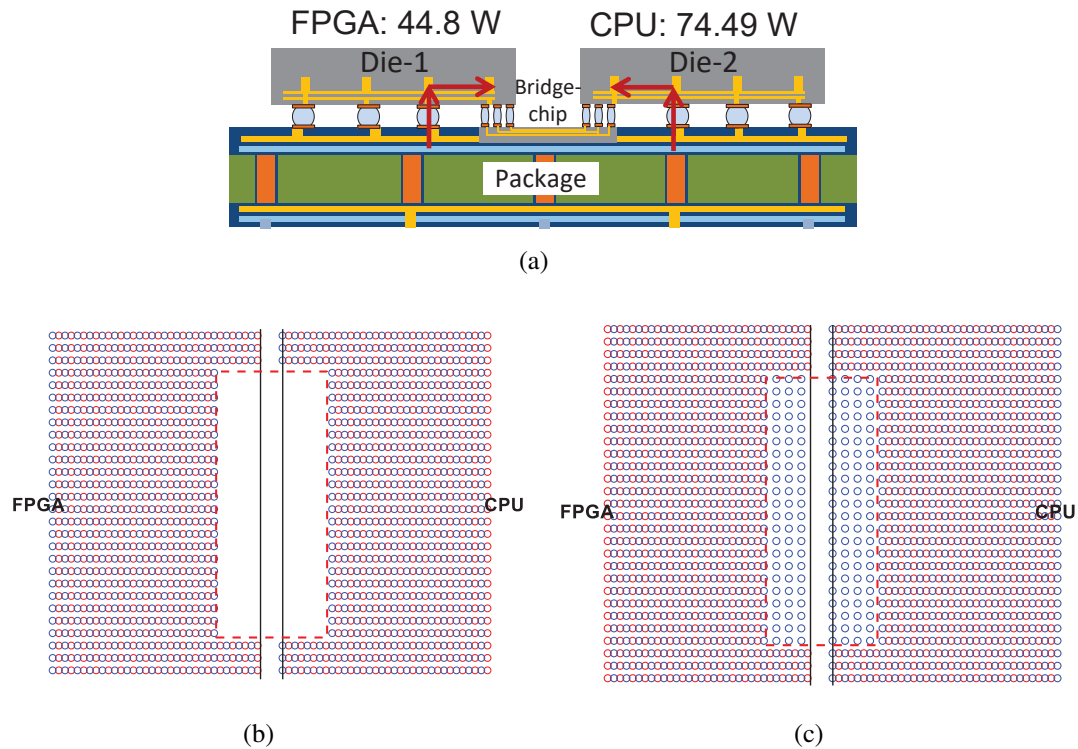 FPGA: 44.8 W
CPU: 74.49 W
Die-1
Die-2
Bridge-
chip
Package
(a)
FPGA
CPU
FPGA
CPU
(b)
(c)